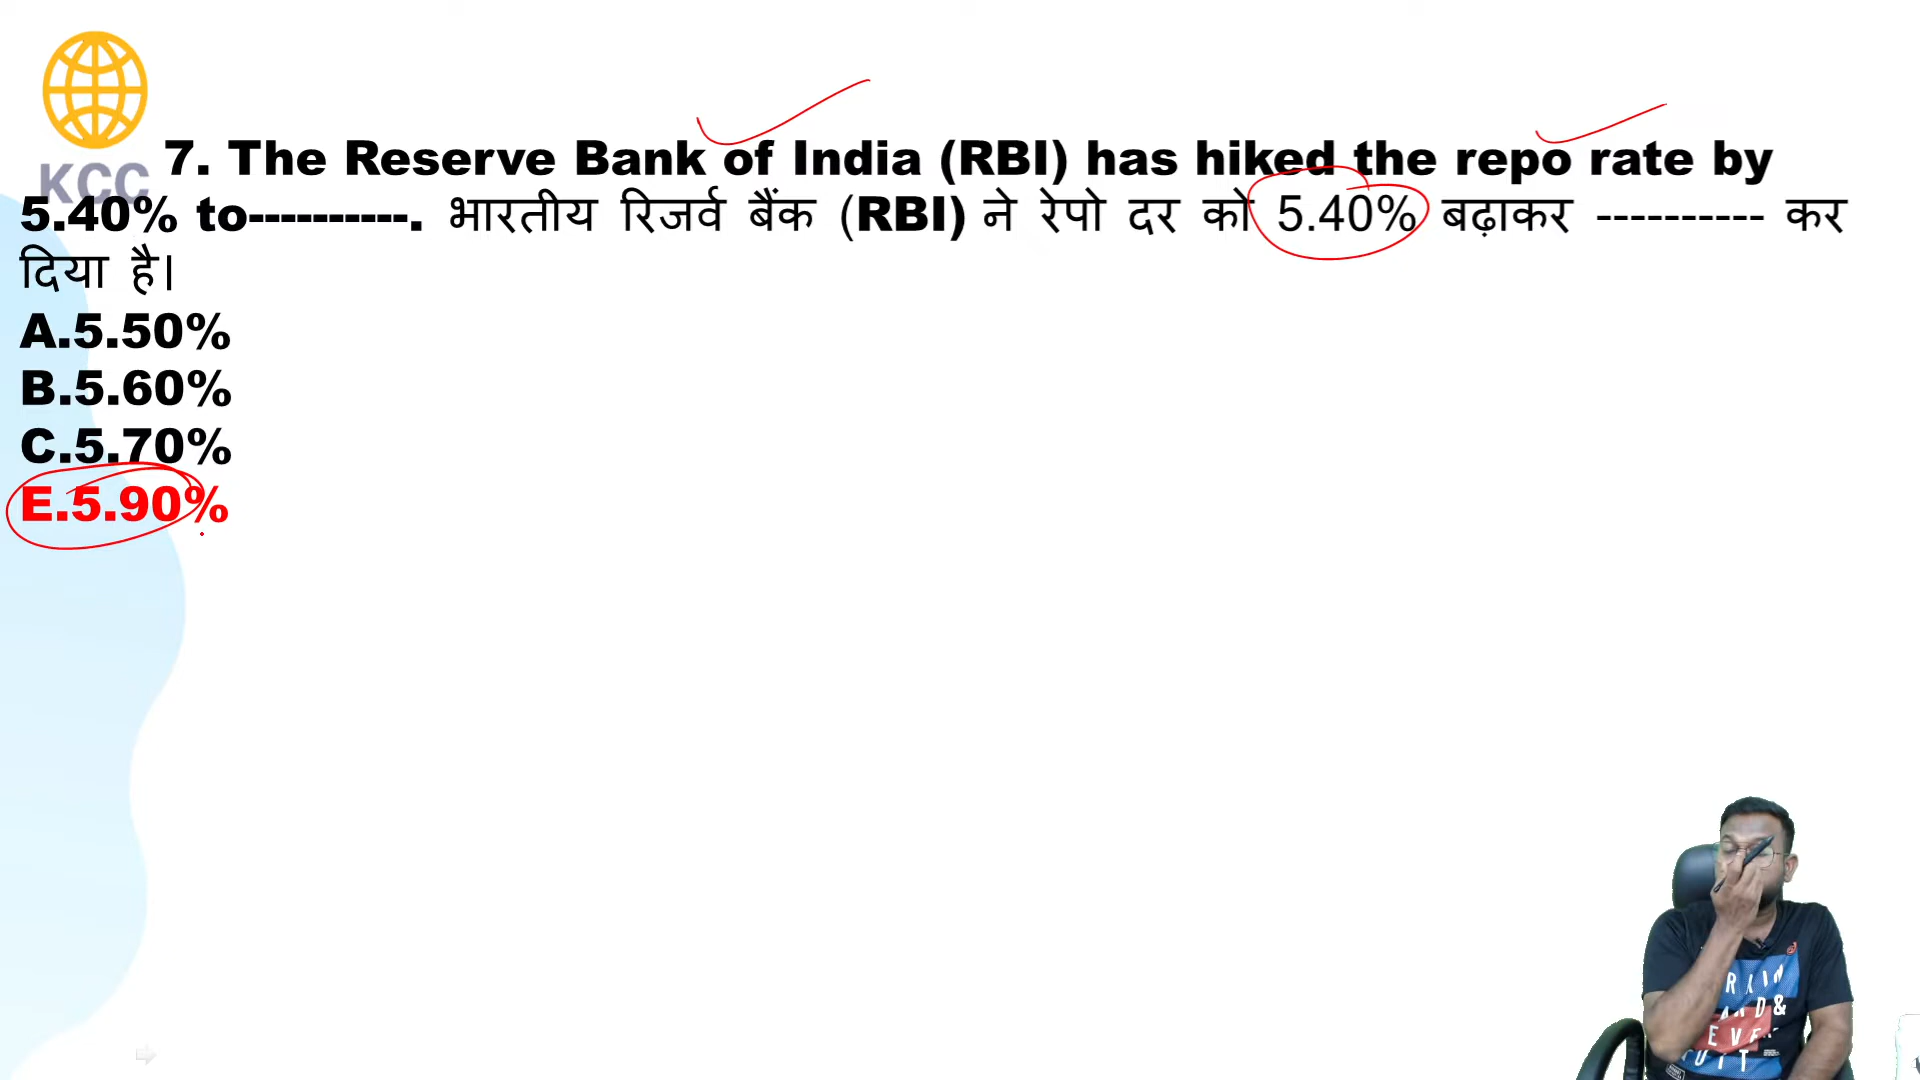 KCC
7. The Reserve Bank of India (RBI) has hiked the repo rate by
5.40% to----------. भारतीय रिजर्व बैंक (RBI) ने रेपो दर को 5.40% बढ़ाकर ---------- कर
दिया है।
A.5.50%
B.5.60%
C.5.70%
E.5.90%